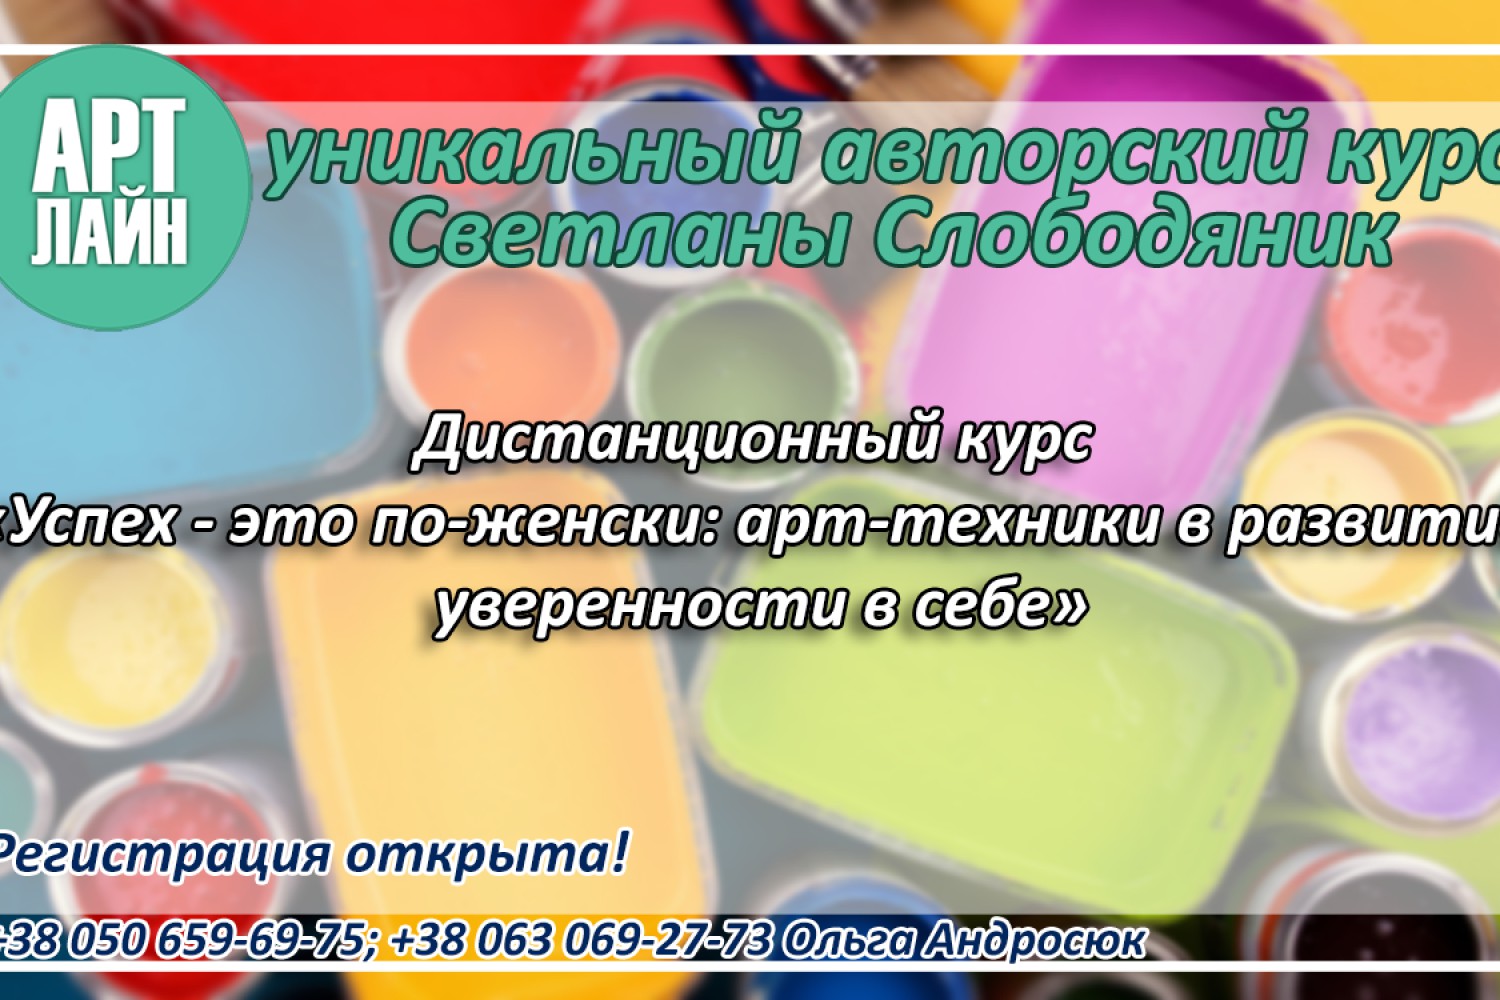 АРТ
ЛАЙН
уникальный авторский курс
Светланы Слободяник
Дистанционный курс
«Успех - это по-женски: арт-техники в развити
уверенности в себе»
Регистрация открыта!
+38 050 659-69-75; +38 063 069-27-73 Ольга Андросюк